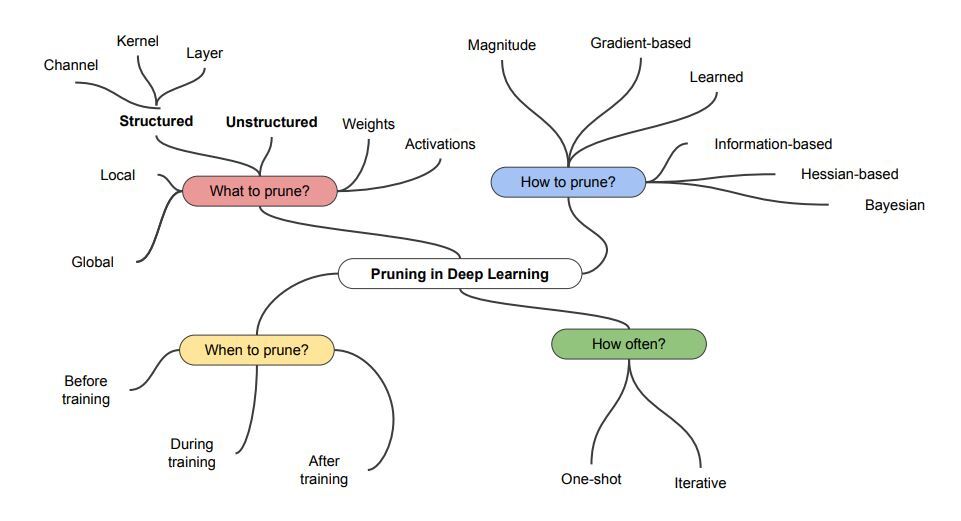 Kernel
Layer
Channel
Structured
Unstructured
Weights
Activations
Local
What to prune?
Global
Magnitude
Gradient-based
Learned
Information-based
Hessian-based
Bayesian
How to prune?
Pruning in Deep Learning
When to prune?
Before
training
During
training
After
training
How often?
One-shot
Iterative